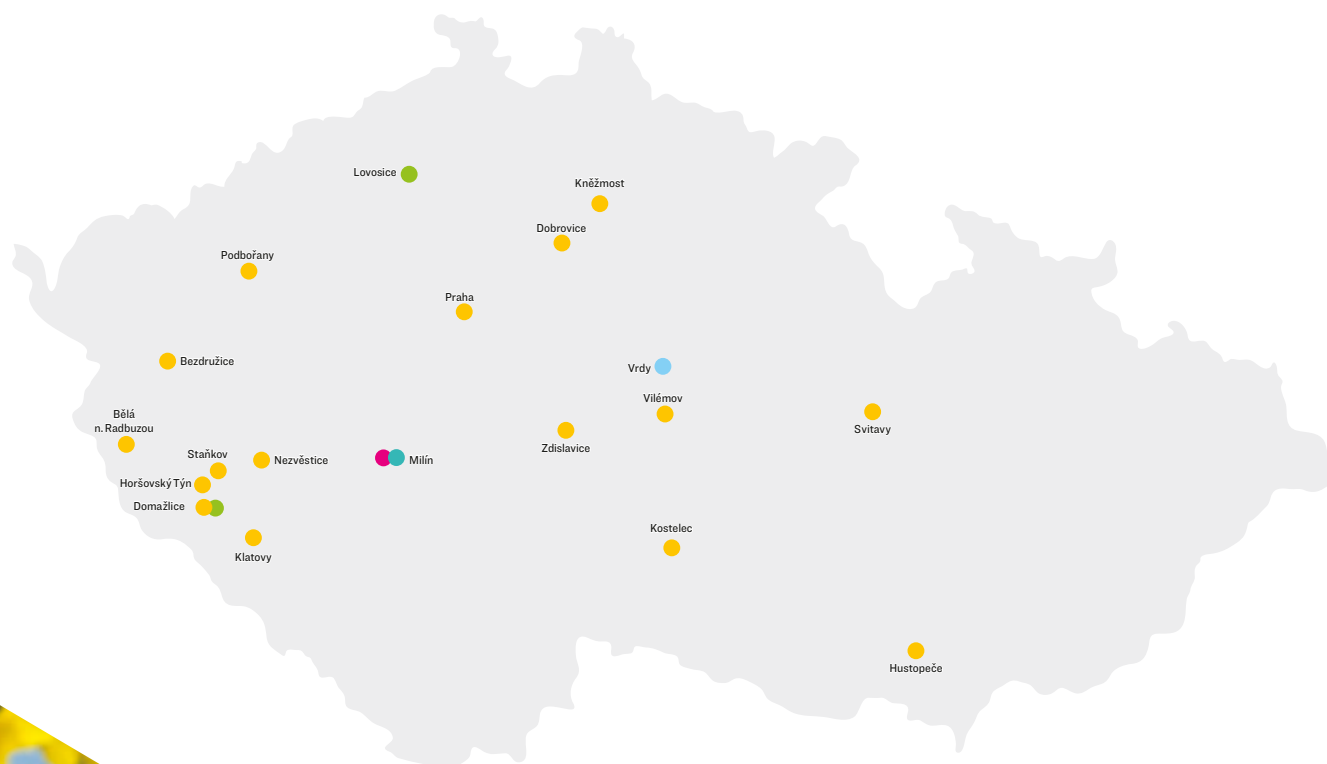 Lovosice
Kněžmost
Dobrovice
Podbořany
Praha
Bezdružice
Vrdy
Vilémov
Bělá
n. Radbuzou
Svitavy
Zdislavice
Staňkov
Nezvěstice
Milín
Horšovský Týn
Domažlice
Kostelec
Klatovy
Hustopeče